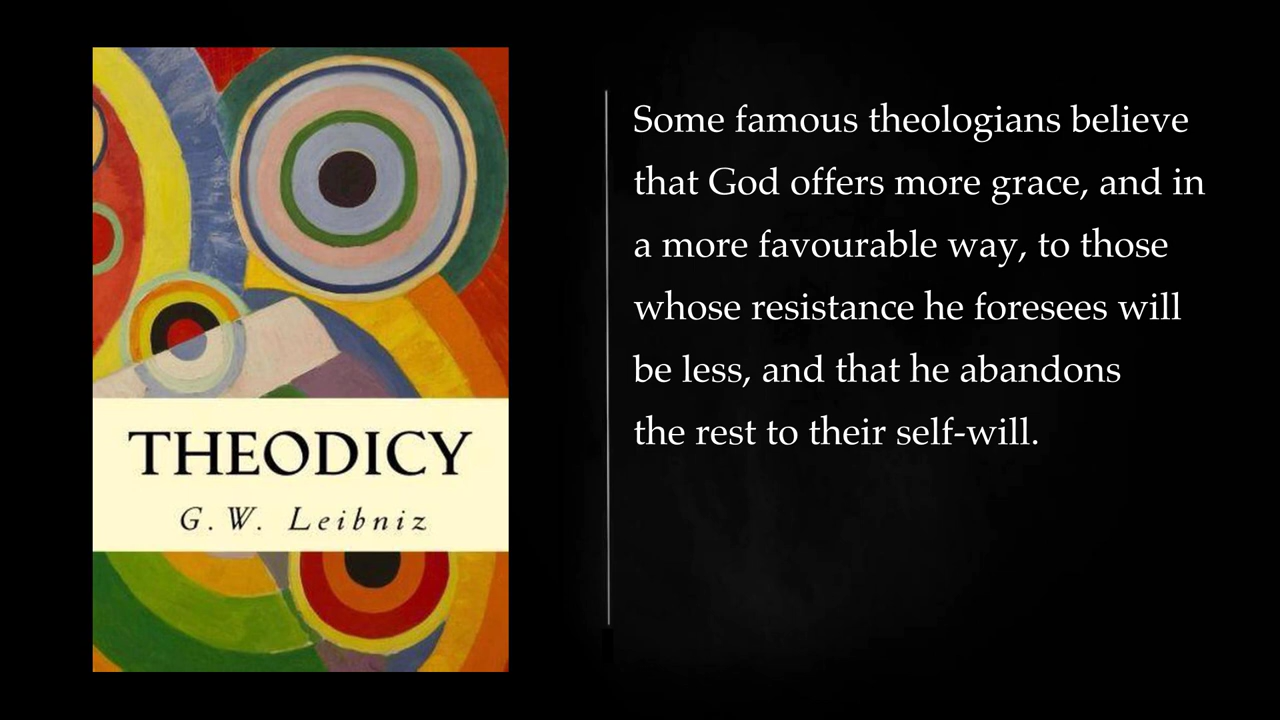 THEODICY
G. W. Leibniz
Some famous theologians believe
that God offers more grace, and in
a more favourable way, to those
whose resistance he foresees will
be less, and that he abandons
the rest to their self-will.